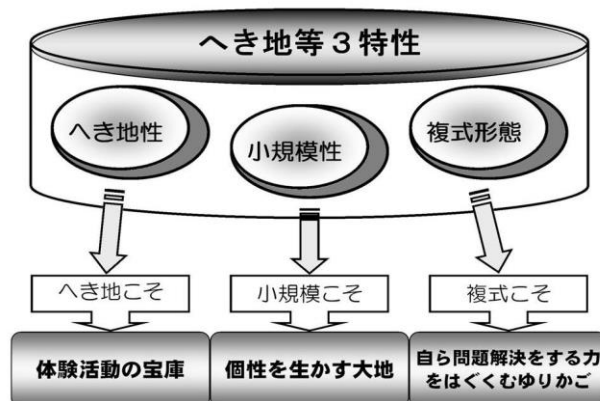 へき地等３特性
へき地性
小規模性
複式形態
へき地こそ
小規模こそ
複式こそ
体験活動の宝庫
個性を生かす大地
自ら問題解決をする力
をはぐくむゆりかご